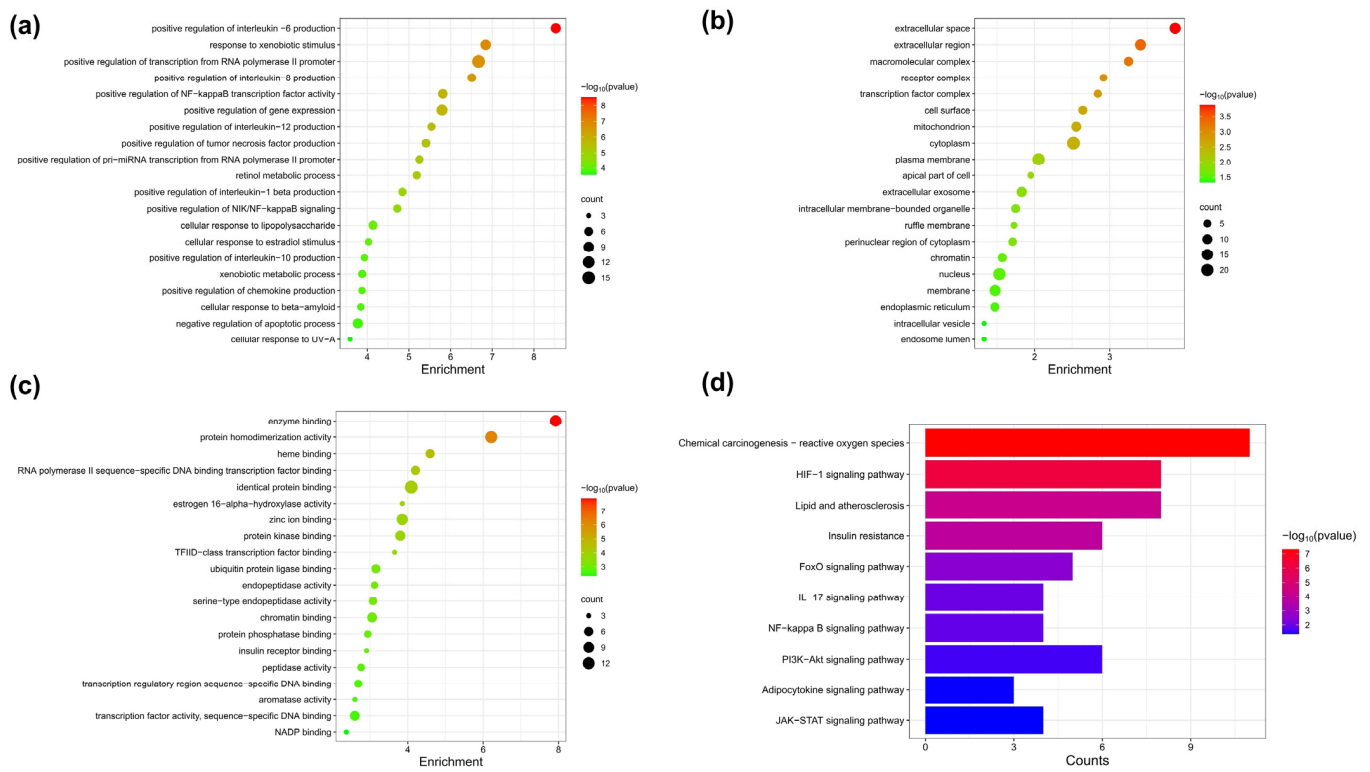 (a)
positive regulation of interleukin -6 production
response to xenobiotic stimulus
positive regulation of transcription from RNA polymerase II promoter
positive regulation of interleukin-8 production
positive regulation of NF-kappaB transcription factor activity
positive regulation of gene expression
positive regulation of interleukin-12 production
positive regulation of tumor necrosis factor production
positive regulation of pri-miRNA transcription from RNA polymerase II promoter
retinol metabolic process
positive regulation of interleukin-1 beta production
positive regulation of NIK/NF-kappaB signaling
cellular response to lipopolysaccharide
cellular response to estradiol stimulus
positive regulation of interleukin-10 production
xenobiotic metabolic process
positive regulation of chemokine production
cellular response to beta-amyloid
negative regulation of apoptotic process
cellular response to UV-A
4 5 6 7 8
Enrichment
−log10(pvalue)
8
7
6
5
4
count
3
6
9
12
15
(b)
extracellular space
extracellular region
macromolecular complex
receptor complex
transcription factor complex
cell surface
mitochondrion
cytoplasm
plasma membrane
apical part of cell
extracellular exosome
intracellular membrane-bounded organelle
ruffle membrane
perinuclear region of cytoplasm
chromatin
nucleus
membrane
endoplasmic reticulum
intracellular vesicle
endosome lumen
2 3
Enrichment
−log10(pvalue)
3.5
3.0
2.5
2.0
1.5
count
5
10
15
20
(c)
enzyme binding
protein homodimerization activity
heme binding
RNA polymerase II sequence-specific DNA binding transcription factor binding
identical protein binding
estrogen 16-alpha-hydroxylase activity
zinc ion binding
protein kinase binding
TFIID-class transcription factor binding
ubiquitin protein ligase binding
endopeptidase activity
serine-type endopeptidase activity
chromatin binding
protein phosphatase binding
insulin receptor binding
peptidase activity
transcription regulatory region sequence-specific DNA binding
aromatase activity
transcription factor activity, sequence-specific DNA binding
NADP binding
4 6 8
Enrichment
−log10(pvalue)
7
6
5
4
3
count
3
6
9
12
(d)
Chemical carcinogenesis − reactive oxygen species
HIF−1 signaling pathway
Lipid and atherosclerosis
Insulin resistance
FoxO signaling pathway
IL−17 signaling pathway
NF−kappa B signaling pathway
PI3K−Akt signaling pathway
Adipocytokine signaling pathway
JAK−STAT signaling pathway
0 3 6 9
Counts
−log10(pvalue)
7
6
5
4
3
2